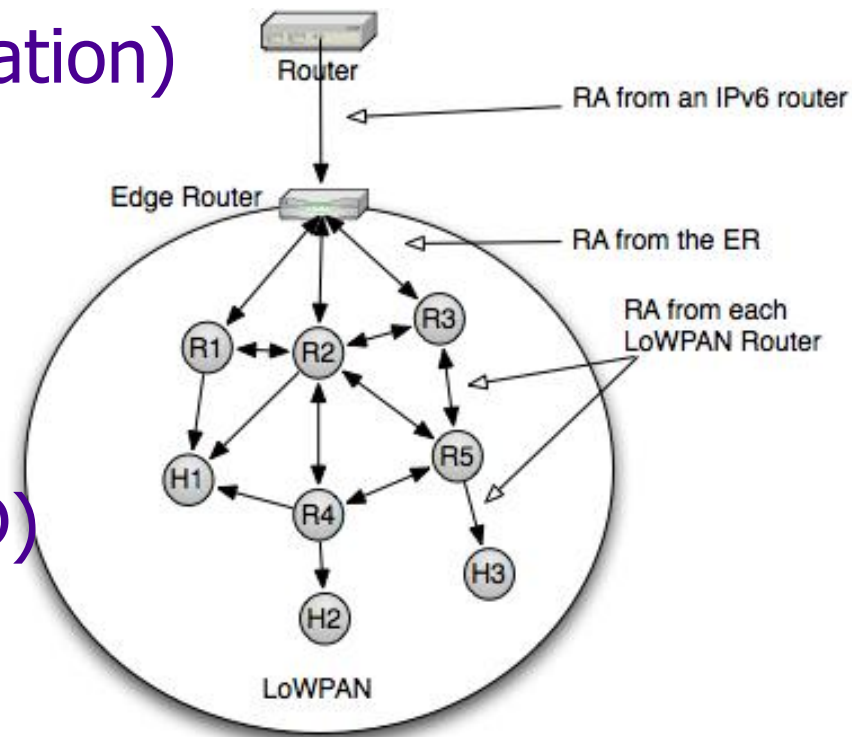 ation)
Router
RA from an IPv6 router
Edge Router
RA from the ER
RA from each
LoWPAN Router
R3
R1
R2
R5
H1
R4
)
H3
H2
LoWPAN